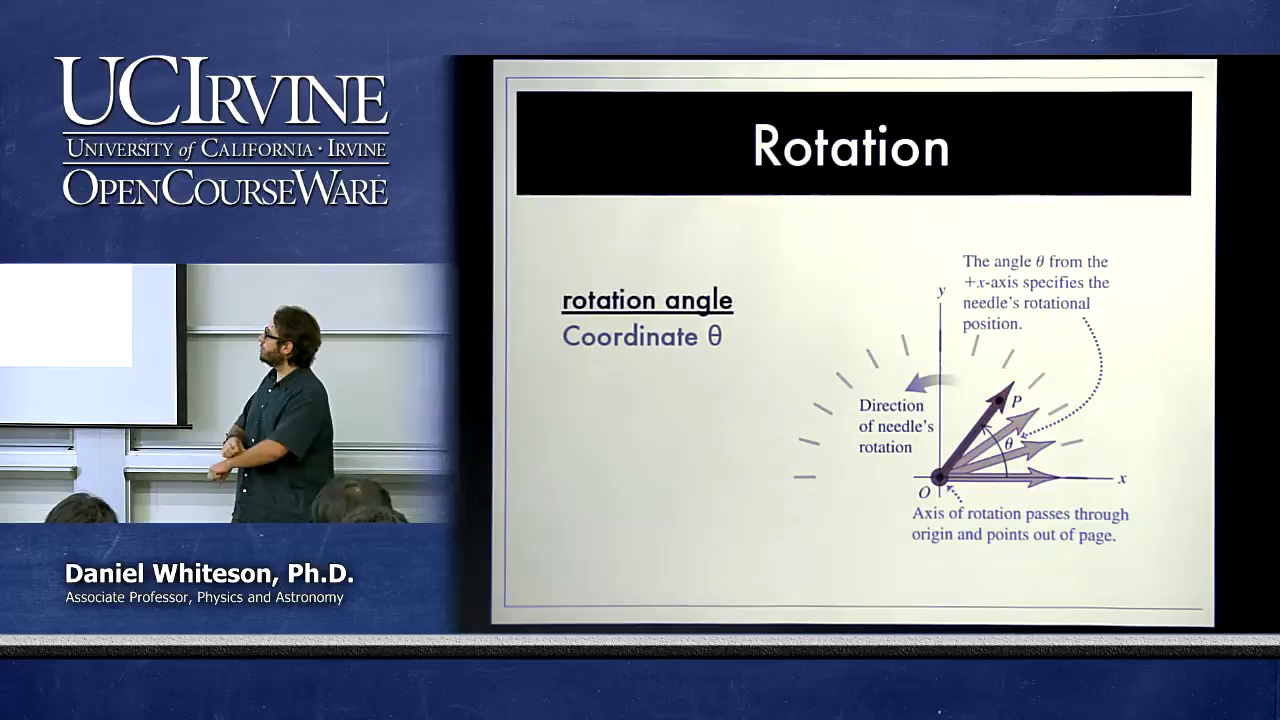 UCIRVINE
UNIVERSITY of CALIFORNIA · IRVINE
OPENCOURSEWARE
Daniel Whiteson, Ph.D.
Associate Professor, Physics and Astronomy
Rotation
rotation angle
Coordinate θ
The angle θ from the
+x-axis specifies the
needle's rotational
position.
y
Direction
of needle's
rotation
P
θ
x
O
Axis of rotation passes through
origin and points out of page.